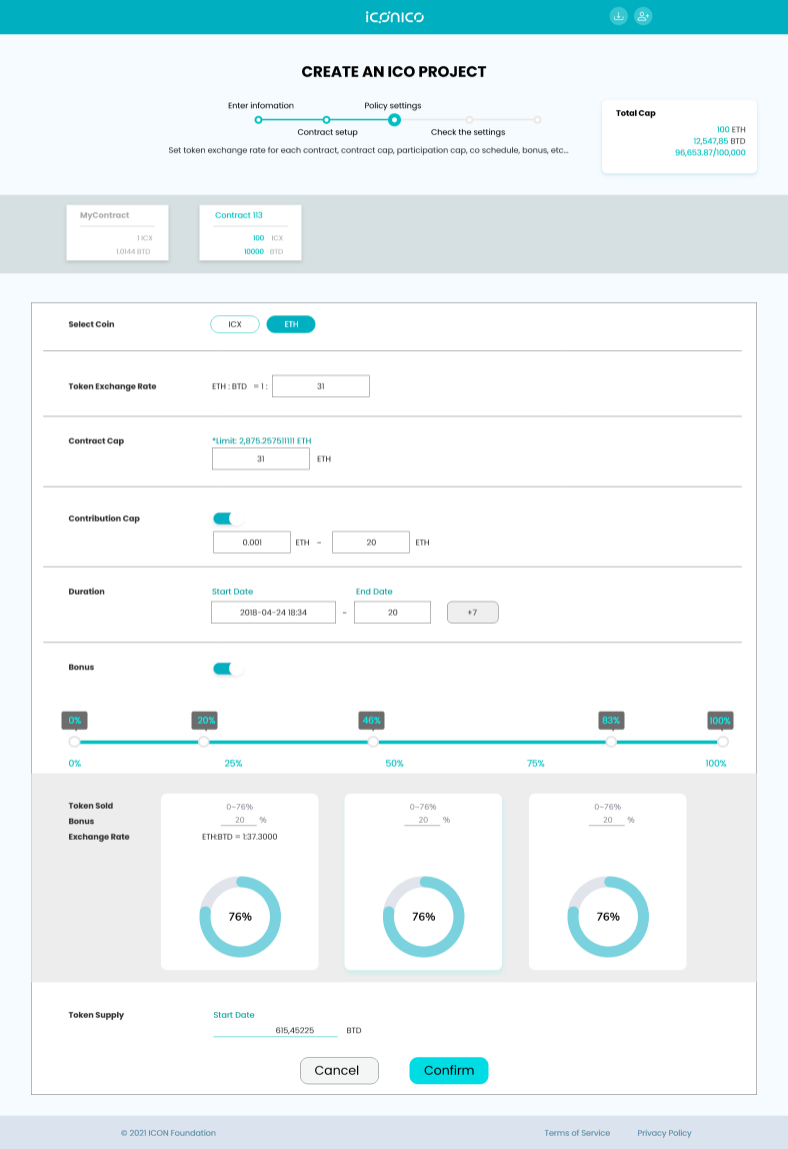 iconico
CREATE AN ICO PROJECT
Enter infomation
Policy settings
Contract setup
Check the settings
Set token exchange rate for each contract, contract cap, participation cap, co schedule, bonus, etc...
Total Cap
100 ETH
12,547,85 BTD
96,653.87/100,000
MyContract
1 ICX
1.0144 BTD
Contract 113
100 ICX
10000 BTD
Select Coin
ICX
ETH
Token Exchange Rate
ETH : BTD = 1 :
31
Contract Cap
*Limit: 2,875.257511111 ETH
31
ETH
Contribution Cap
0.001
ETH -
20
ETH
Duration
Start Date
End Date
2018-04-24 18:34
-
20
+7
Bonus
0%
20%
46%
83%
100%
0%
25%
50%
75%
100%
Token Sold
Bonus
Exchange Rate
0~76%
20 %
ETH:BTD = 1:37.3000
76%
0~76%
20 %
76%
0~76%
20 %
76%
Token Supply
Start Date
615,45225
BTD
Cancel
Confirm
© 2021 ICON Foundation
Terms of Service
Privacy Policy